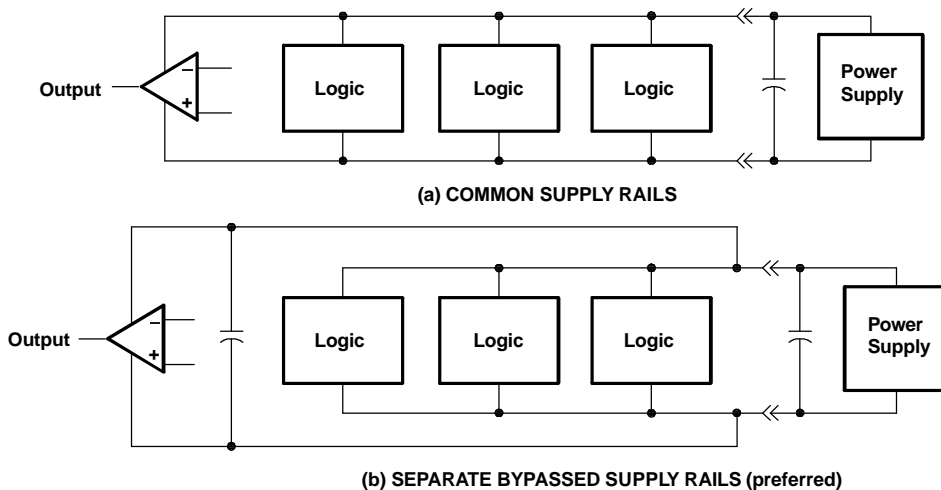 Output
−
+
Logic
Logic
Logic
Power
Supply
(a) COMMON SUPPLY RAILS
Output
−
+
Logic
Logic
Logic
Power
Supply
(b) SEPARATE BYPASSED SUPPLY RAILS (preferred)